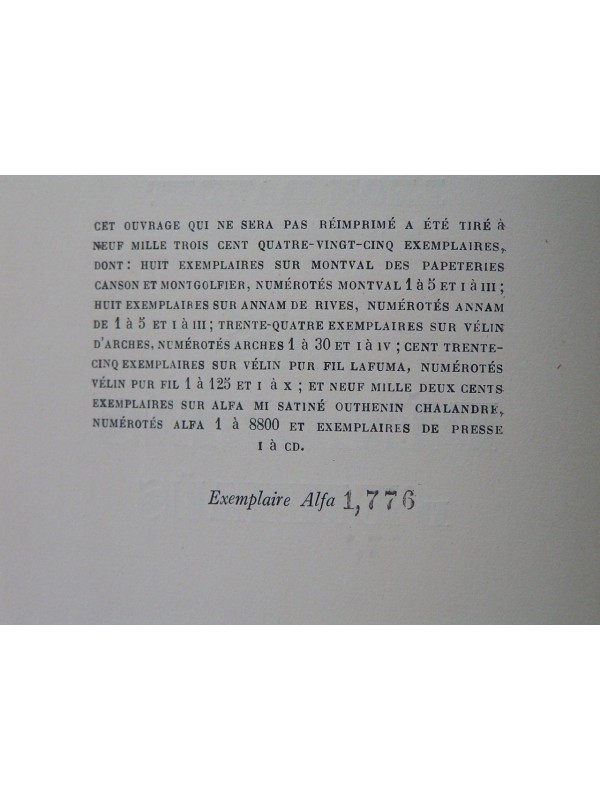 CET OUVRAGE QUI NE SERA PAS RÉIMPRIMÉ A ÉTÉ TIRÉ à
NEUF MILLE TROIS CENT QUATRE-VINGT-CINQ EXEMPLAIRES,
DONT: HUIT EXEMPLAIRES SUR MONTVAL DES PAPETERIES
CANSON ET MONTGOLFIER, NUMÉROTÉS MONTVAL 1 à 5 ET I à III ;
HUIT EXEMPLAIRES SUR ANNAM DE RIVES, NUMÉROTÉS ANNAM
DE 1 à 5 ET I à III ; TRENTE-QUATRE EXEMPLAIRES SUR VÉLIN
D'ARCHES, NUMÉROTÉS ARCHES 1 à 30 ET I à IV ; CENT TRENTE-
CINQ EXEMPLAIRES SUR VÉLIN PUR FIL LAFUMA, NUMÉROTÉS
VÉLIN PUR FIL 1 à 125 ET I à X ; ET NEUF MILLE DEUX CENTS
EXEMPLAIRES SUR ALFA MI SATINÉ OUTHENIN CHALANDRE,
NUMÉROTÉS ALFA 1 à 8800 ET EXEMPLAIRES DE PRESSE
I à CD.
Exemplaire Alfa 1,776